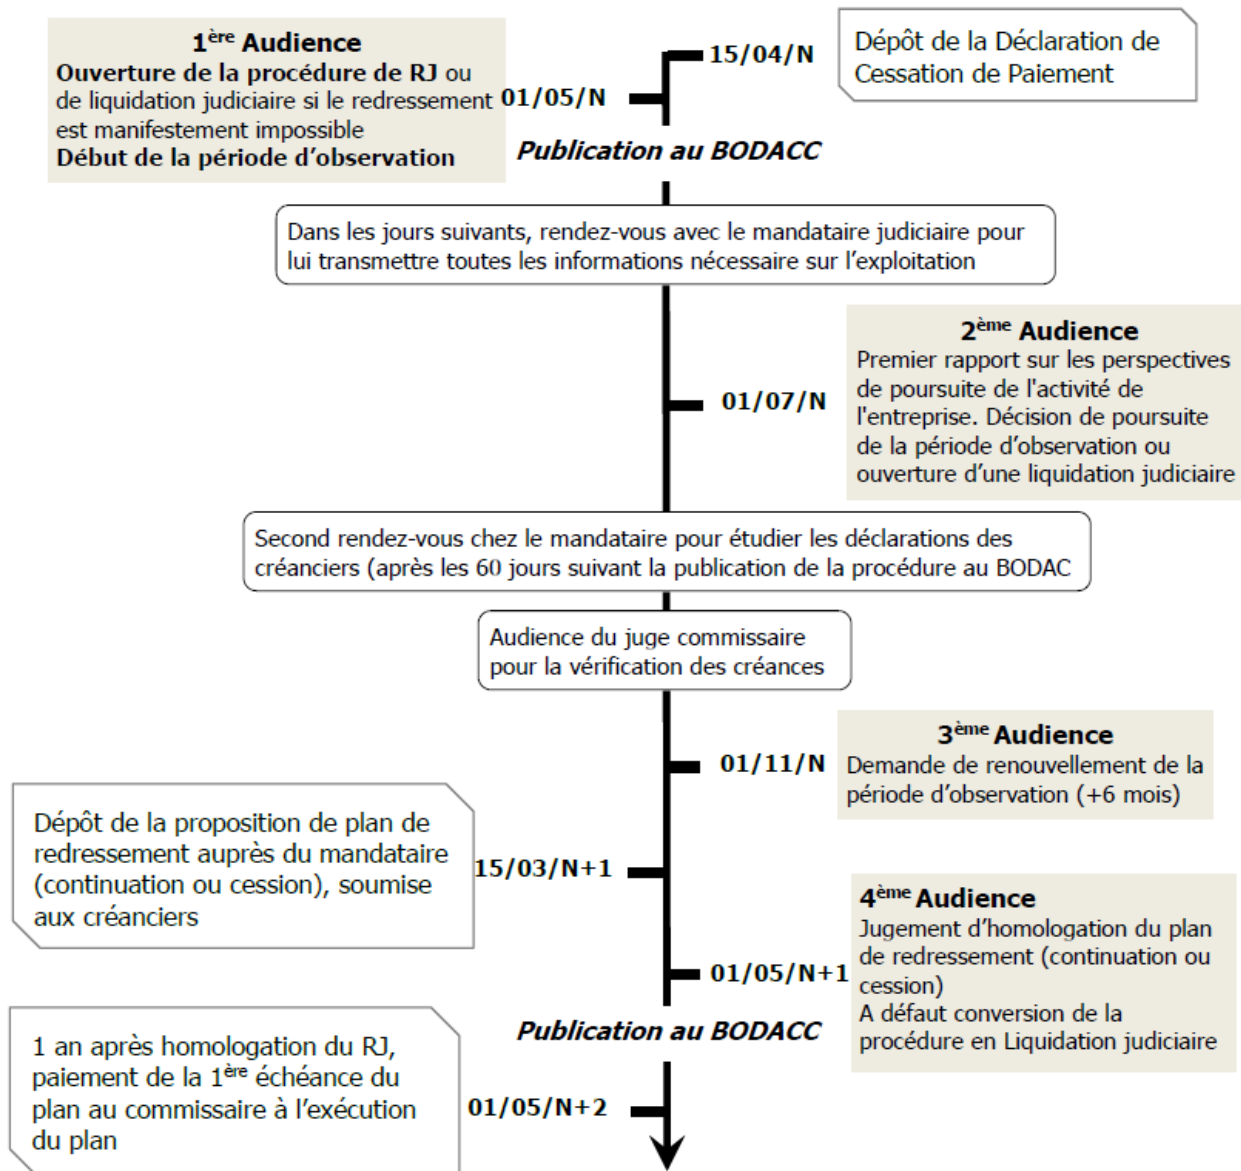 1ère Audience
Ouverture de la procédure de RJ ou
de liquidation judiciaire si le redressement
est manifestement impossible
Début de la période d'observation
15/04/N
Dépôt de la Déclaration de
Cessation de Paiement
01/05/N
Publication au BODACC
Dans les jours suivants, rendez-vous avec le mandataire judiciaire pour
lui transmettre toutes les informations nécessaire sur l'exploitation
01/07/N
2ème Audience
Premier rapport sur les perspectives
de poursuite de l'activité de
l'entreprise. Décision de poursuite
de la période d'observation ou
ouverture d'une liquidation judiciaire
Second rendez-vous chez le mandataire pour étudier les déclarations des
créanciers (après les 60 jours suivant la publication de la procédure au BODAC
Audience du juge commissaire
pour la vérification des créances
01/11/N
3ème Audience
Demande de renouvellement de la
période d'observation (+6 mois)
Dépôt de la proposition de plan de
redressement auprès du mandataire
(continuation ou cession), soumise
aux créanciers
15/03/N+1
01/05/N+1
4ème Audience
Jugement d'homologation du plan
de redressement (continuation ou
cession)
A défaut conversion de la
procédure en Liquidation judiciaire
Publication au BODACC
1 an après homologation du RJ,
paiement de la 1ère échéance du
plan au commissaire à l'exécution
du plan
01/05/N+2